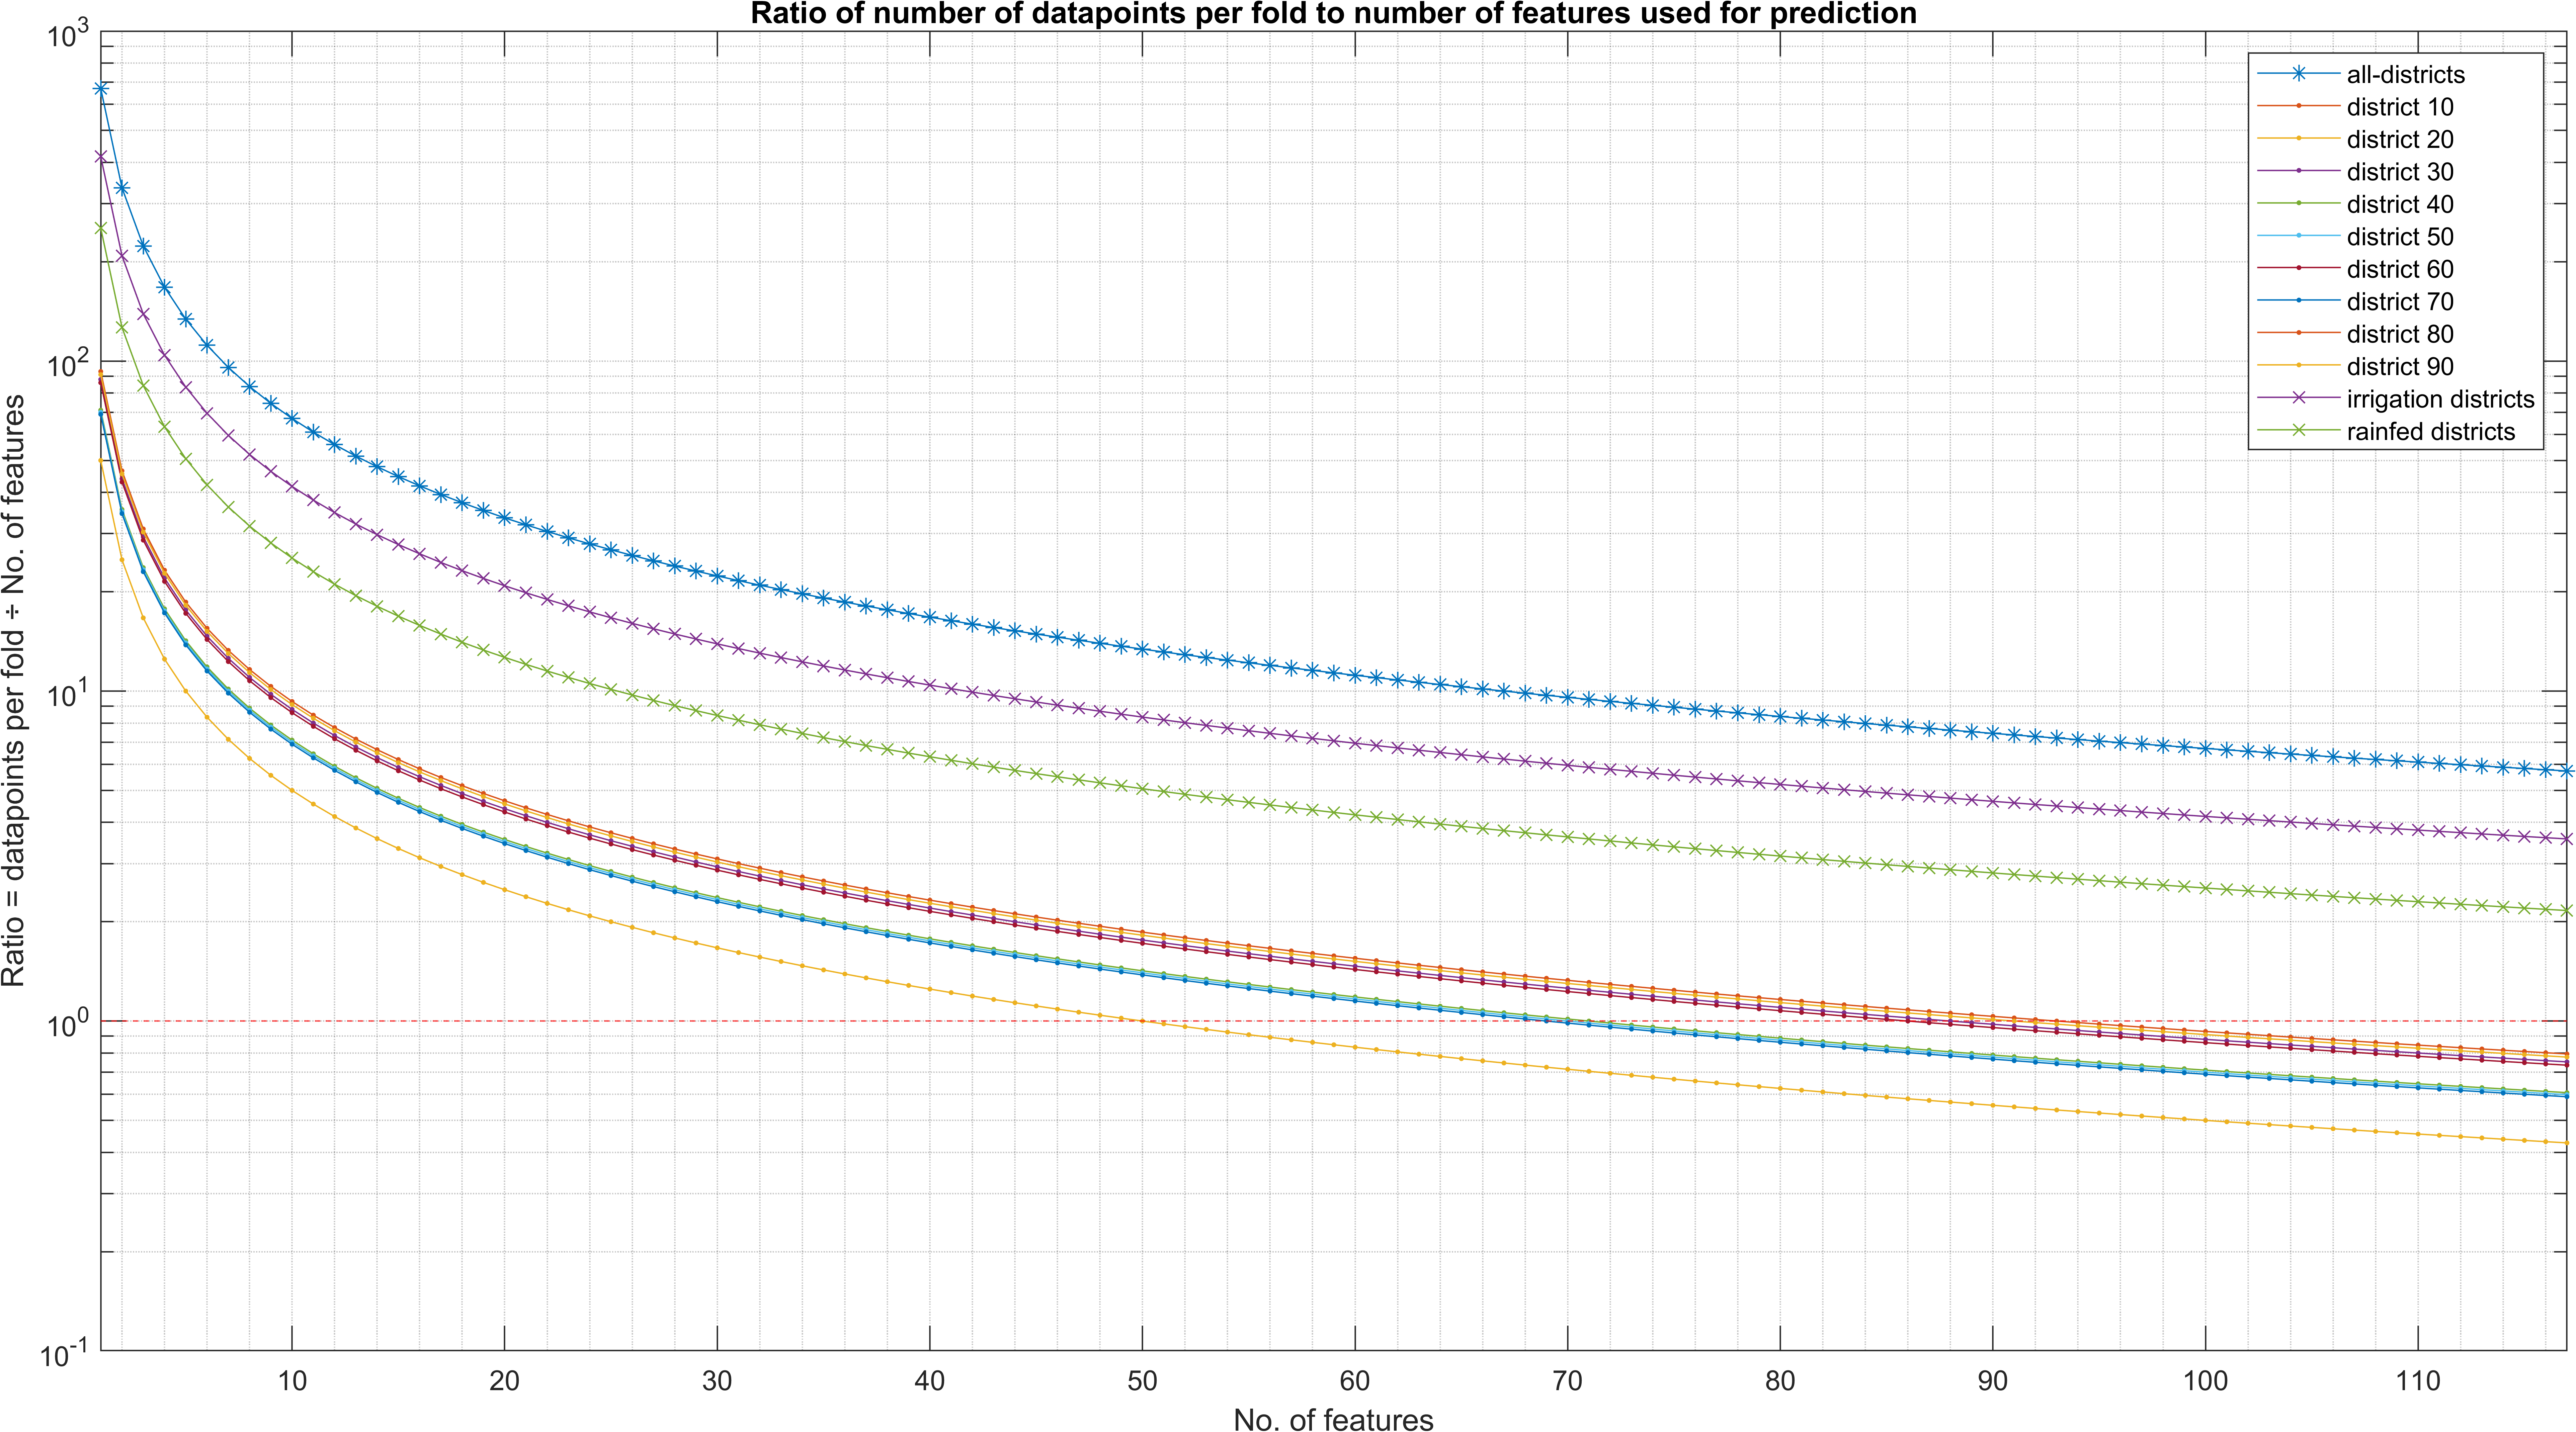 Ratio of number of datapoints per fold to number of features used for prediction
Ratio = datapoints per fold ÷ No. of features
10^3
10^2
10^1
10^0
10^-1
all-districts
district 10
district 20
district 30
district 40
district 50
district 60
district 70
district 80
district 90
irrigation districts
rainfed districts
10 20 30 40 50 60 70 80 90 100 110
No. of features